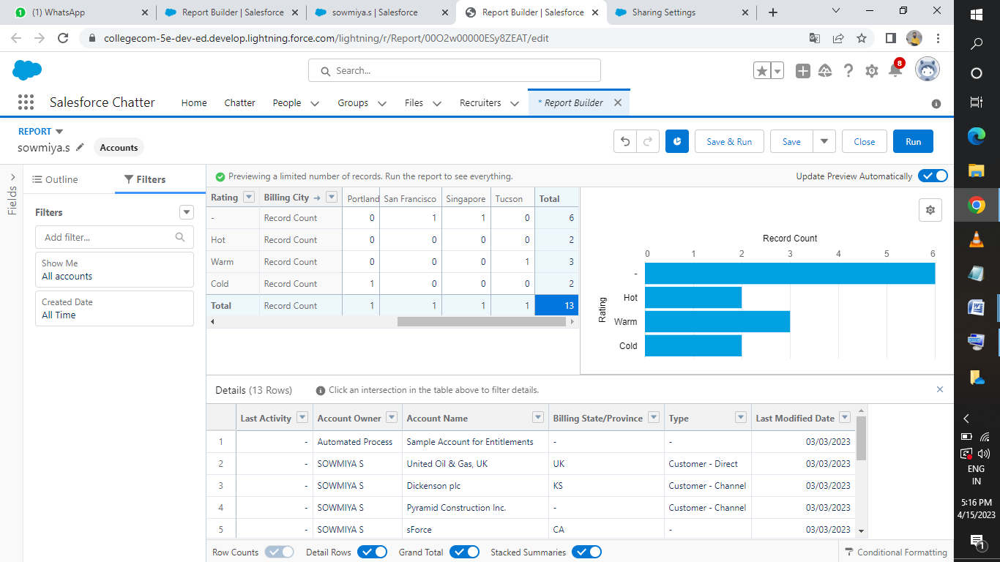 (1) WhatsApp
Report Builder | Salesforce
sowmiya.s | Salesforce
Report Builder | Salesforce
Sharing Settings
collegecom-5e-dev-ed.develop.lightning.force.com/lightning/r/Report/00O2w00000ESy8ZEAT/edit
Search...
8
Salesforce Chatter
Home
Chatter
People
Groups
Files
Recruiters
* Report Builder
REPORT
sowmiya.s
Accounts
Save & Run
Save
Close
Run
Fields
Outline
Filters
Previewing a limited number of records. Run the report to see everything.
Update Preview Automatically
Filters
Add filter...
Show Me
All accounts
Created Date
All Time
Rating Billing City → Portland San Francisco Singapore Tucson Total
- Record Count 0 1 1 0 6
Hot Record Count 0 0 0 0 2
Warm Record Count 0 0 0 1 3
Cold Record Count 1 0 0 0 2
Total Record Count 1 1 1 1 13
Record Count
0 1 2 3 4 5 6
Rating
-
Hot
Warm
Cold
Details (13 Rows)
Click an intersection in the table above to filter details.
Last Activity Account Owner Account Name Billing State/Province Type Last Modified Date
1 - Automated Process Sample Account for Entitlements - - 03/03/2023
2 - SOWMIYA S United Oil & Gas, UK UK Customer - Direct 03/03/2023
3 - SOWMIYA S Dickenson plc KS Customer - Channel 03/03/2023
4 - SOWMIYA S Pyramid Construction Inc. - Customer - Channel 03/03/2023
5 - SOWMIYA S sForce CA - 03/03/2023
Row Counts
Detail Rows
Grand Total
Stacked Summaries
Conditional Formatting
ENG
IN
5:16 PM
4/15/2023
1